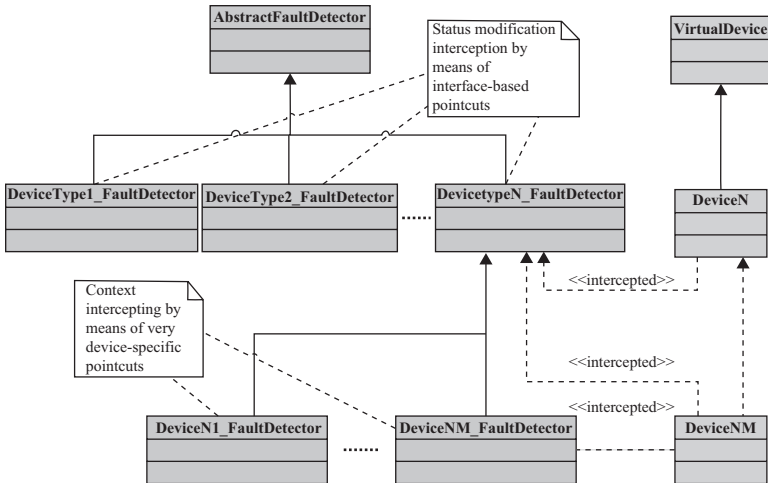 AbstractFaultDetector
Status modification
interception by
means of
interface-based
pointcuts
VirtualDevice
DeviceType1_FaultDetector
DeviceType2_FaultDetector
DevicetypeN_FaultDetector
DeviceN
<<intercepted>>
Context
intercepting by
means of very
device-specific
pointcuts
<<intercepted>>
<<intercepted>>
DeviceN1_FaultDetector
DeviceNM_FaultDetector
DeviceNM